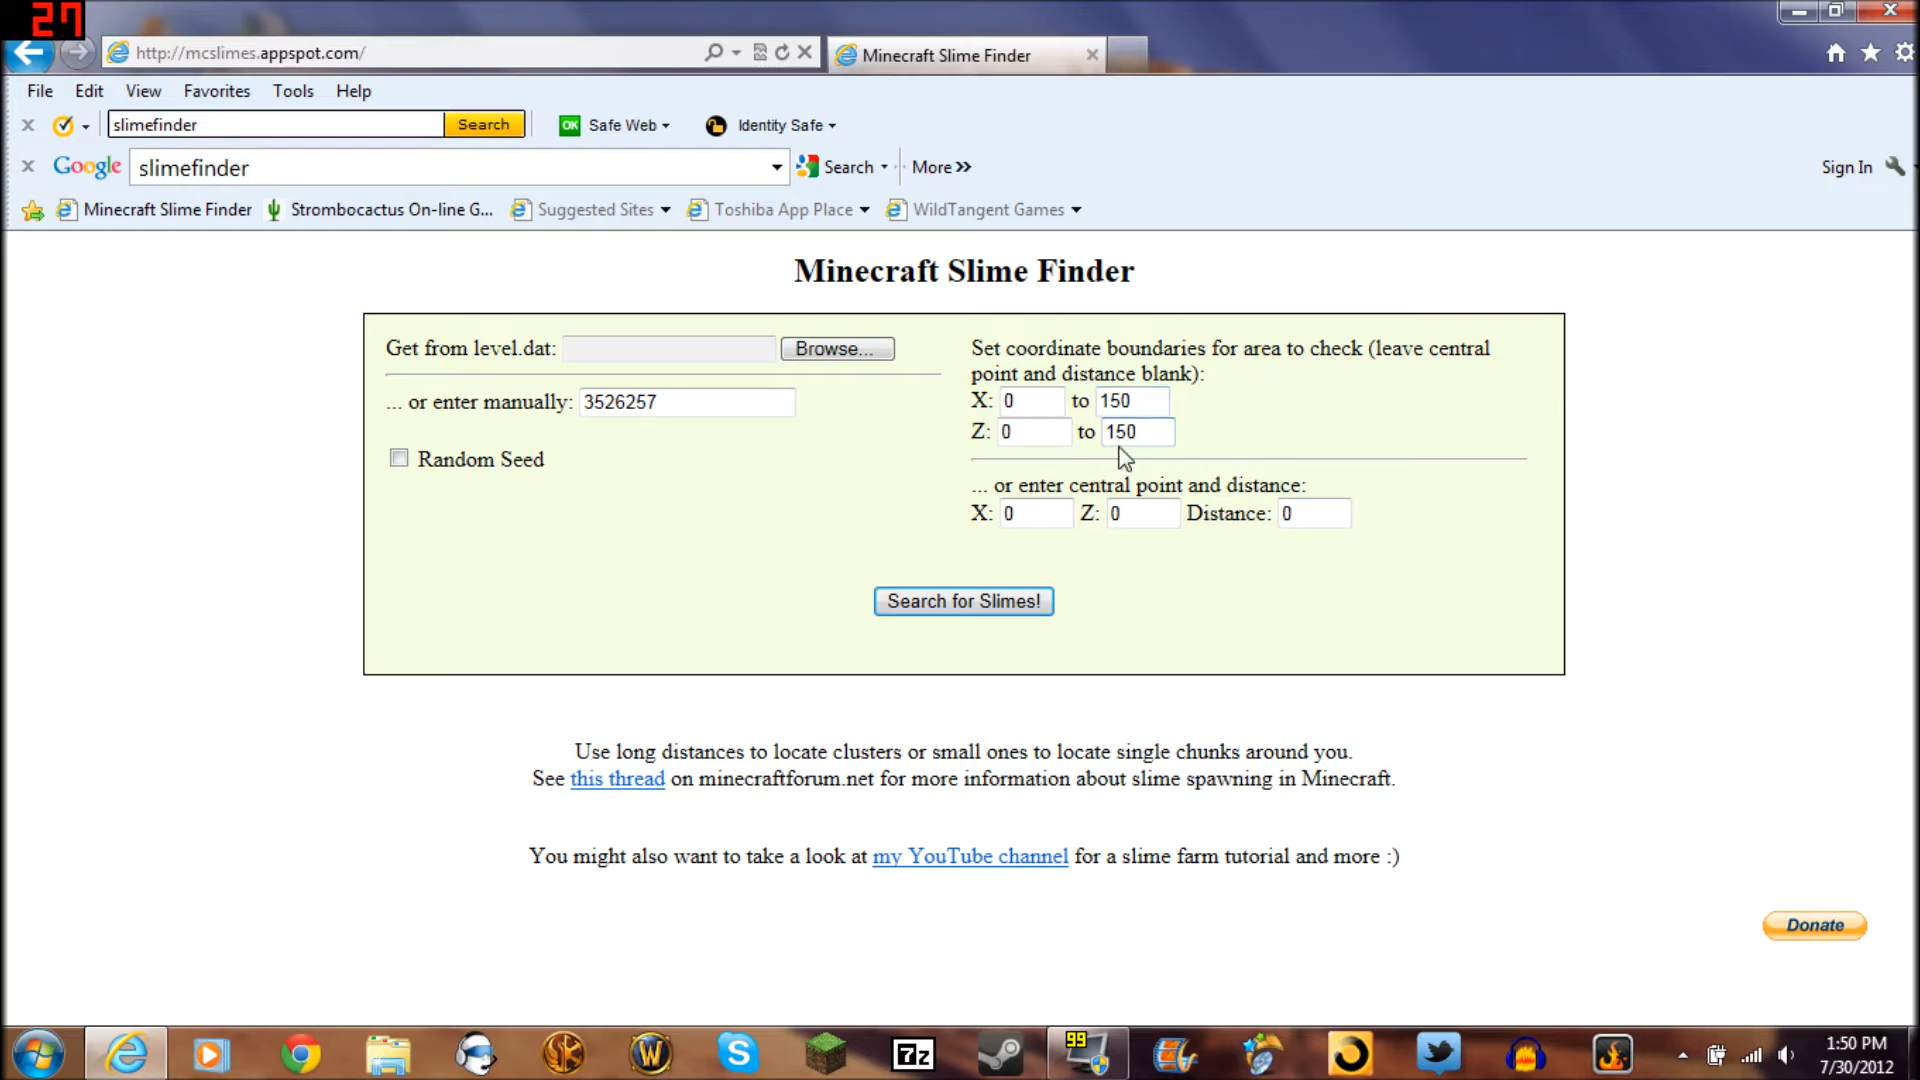 27
http://mcslimes.appspot.com/
Minecraft Slime Finder
File Edit View Favorites Tools Help
slimefinder Search OK Safe Web Identity Safe
Google slimefinder Search More >> Sign In
Minecraft Slime Finder Strombocactus On-line G... Suggested Sites Toshiba App Place WildTangent Games
Minecraft Slime Finder
Get from level.dat: Browse...
... or enter manually: 3526257
Random Seed
Set coordinate boundaries for area to check (leave central
point and distance blank):
X: 0 to 150
Z: 0 to 150
... or enter central point and distance:
X: 0 Z: 0 Distance: 0
Search for Slimes!
Use long distances to locate clusters or small ones to locate single chunks around you.
See this thread on minecraftforum.net for more information about slime spawning in Minecraft.
You might also want to take a look at my YouTube channel for a slime farm tutorial and more :)
Donate
W S 7z 99
1:50 PM
7/30/2012